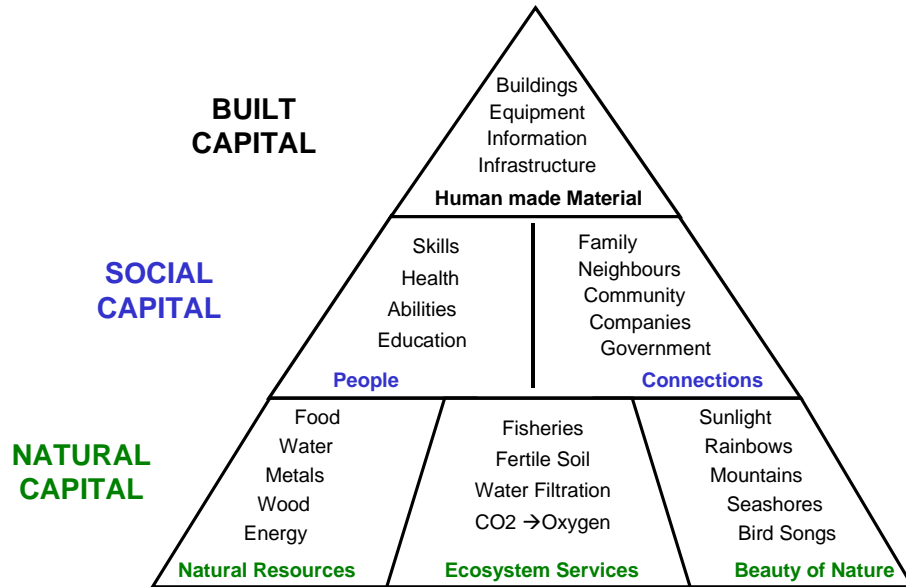 BUILT
CAPITAL
Buildings
Equipment
Information
Infrastructure
Human made Material
SOCIAL
CAPITAL
Skills
Health
Abilities
Education
People
Family
Neighbours
Community
Companies
Government
Connections
NATURAL
CAPITAL
Food
Water
Metals
Wood
Energy
Natural Resources
Fisheries
Fertile Soil
Water Filtration
CO2 →Oxygen
Ecosystem Services
Sunlight
Rainbows
Mountains
Seashores
Bird Songs
Beauty of Nature